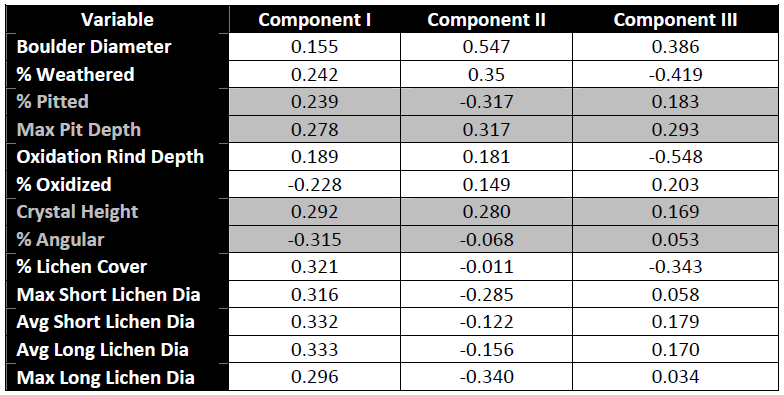 Variable Component I Component II Component III
Boulder Diameter 0.155 0.547 0.386
% Weathered 0.242 0.35 -0.419
% Pitted 0.239 -0.317 0.183
Max Pit Depth 0.278 0.317 0.293
Oxidation Rind Depth 0.189 0.181 -0.548
% Oxidized -0.228 0.149 0.203
Crystal Height 0.292 0.280 0.169
% Angular -0.315 -0.068 0.053
% Lichen Cover 0.321 -0.011 -0.343
Max Short Lichen Dia 0.316 -0.285 0.058
Avg Short Lichen Dia 0.332 -0.122 0.179
Avg Long Lichen Dia 0.333 -0.156 0.170
Max Long Lichen Dia 0.296 -0.340 0.034